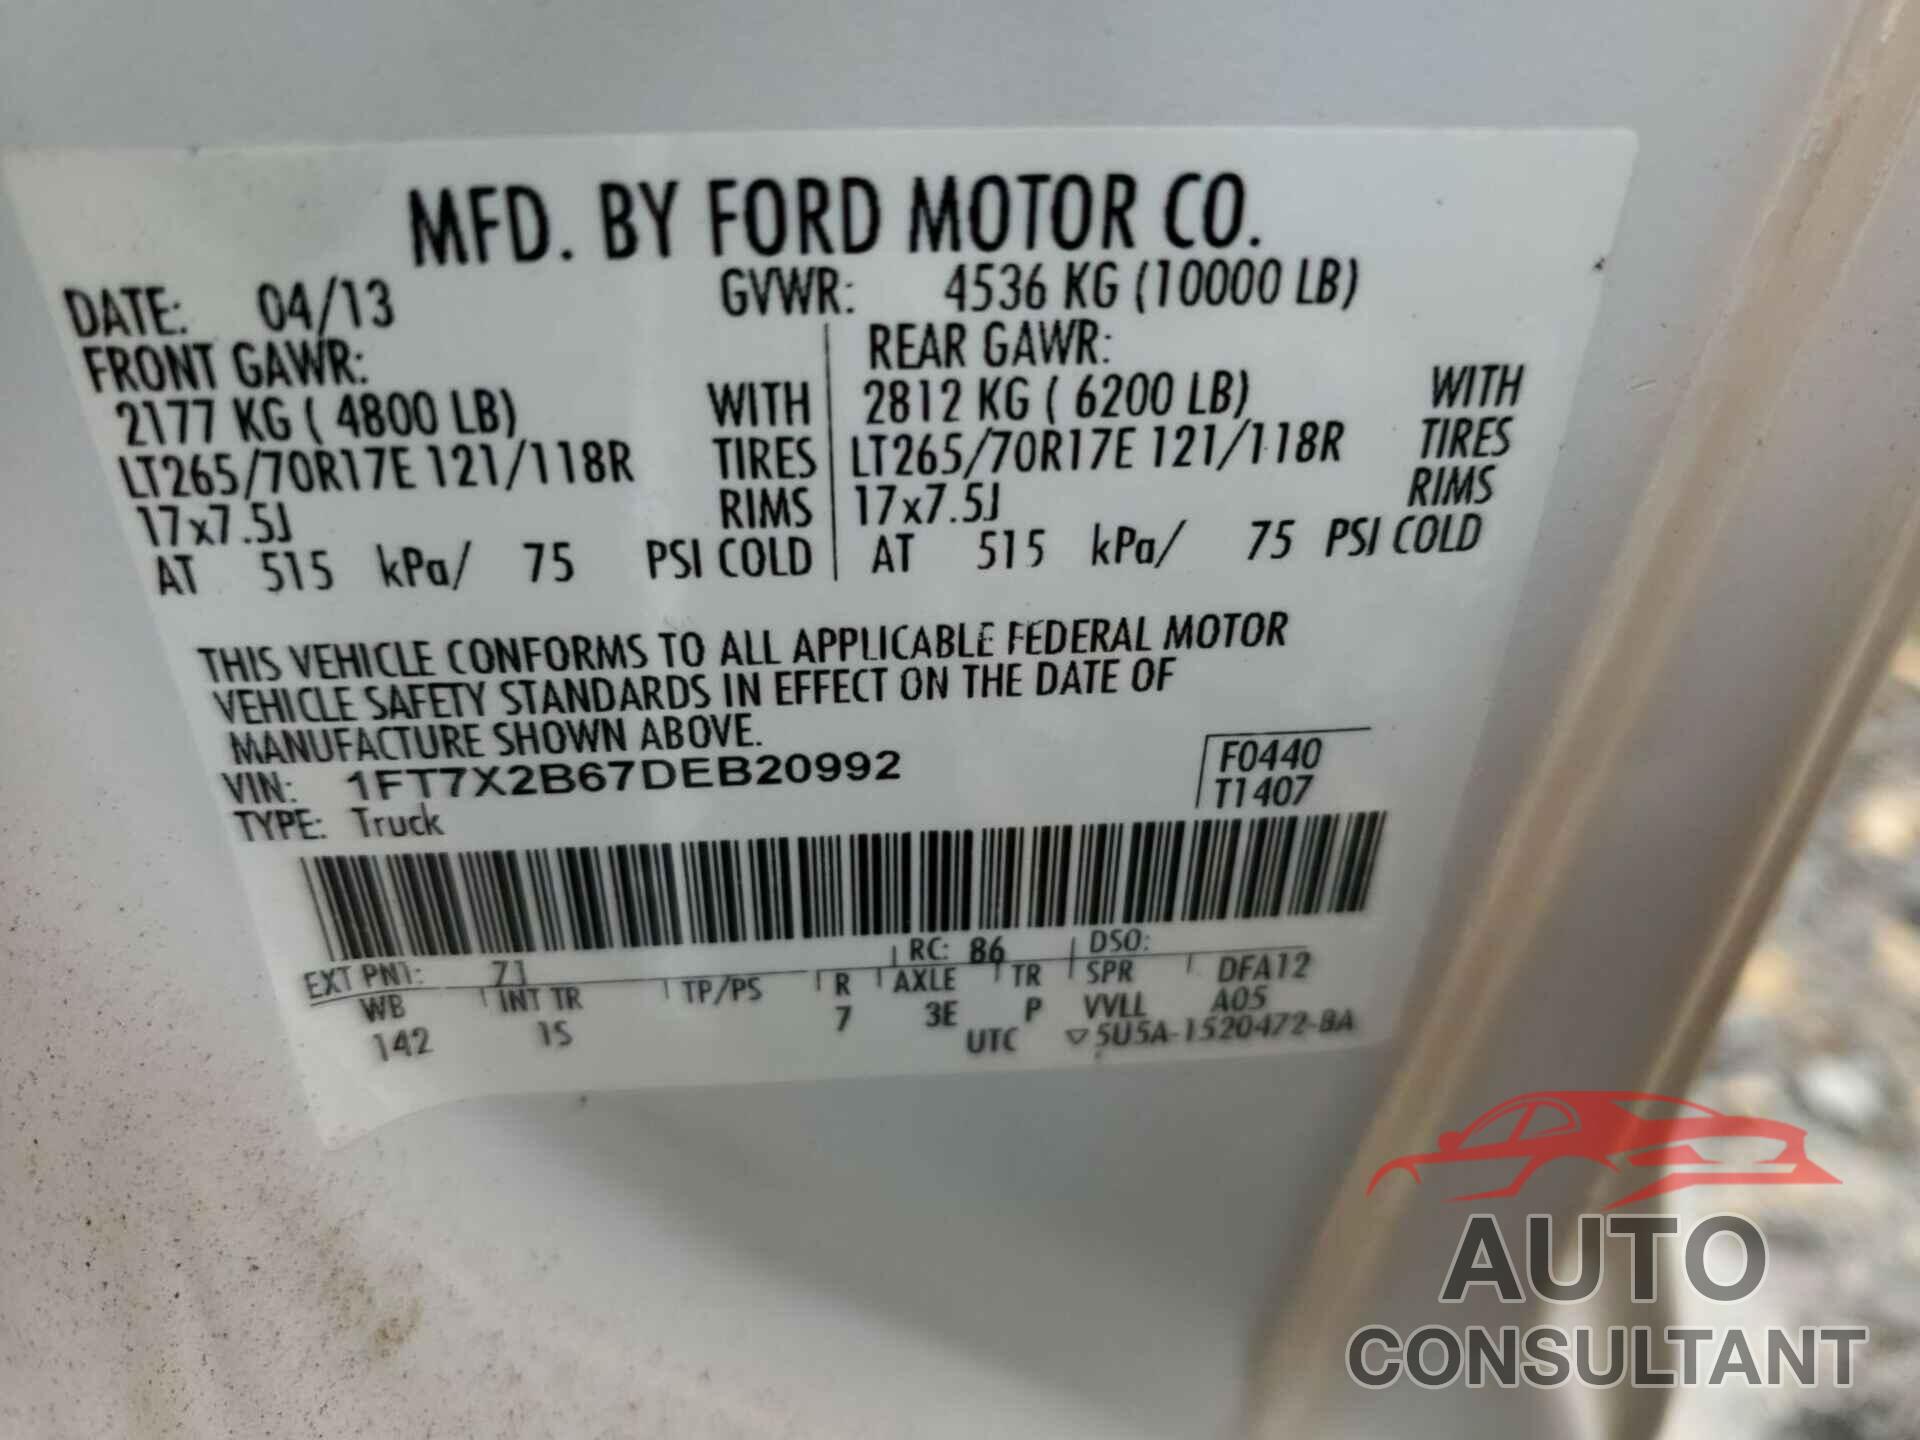 MFD. BY FORD MOTOR CO.
DATE: 04/13 GVWR: 4536 KG (10000 LB)
FRONT GAWR: REAR GAWR:
2177 KG ( 4800 LB) WITH 2812 KG ( 6200 LB) WITH
LT265/70R17E 121/118R TIRES LT265/70R17E 121/118R TIRES
17x7.5J RIMS 17x7.5J RIMS
AT 515 kPa/ 75 PSI COLD AT 515 kPa/ 75 PSI COLD
THIS VEHICLE CONFORMS TO ALL APPLICABLE FEDERAL MOTOR
VEHICLE SAFETY STANDARDS IN EFFECT ON THE DATE OF
MANUFACTURE SHOWN ABOVE.
VIN: 1FT7X2B67DEB20992 F0440
TYPE: Truck T1407
EXT PNT: Z1 RC: 86 DSO:
WB INT TR TP/PS R AXLE TR SPR DFA12
142 1S 7 3E P VVLL A05
UTC ▽5U5A-1520472-BA
AUTO
CONSULTANT